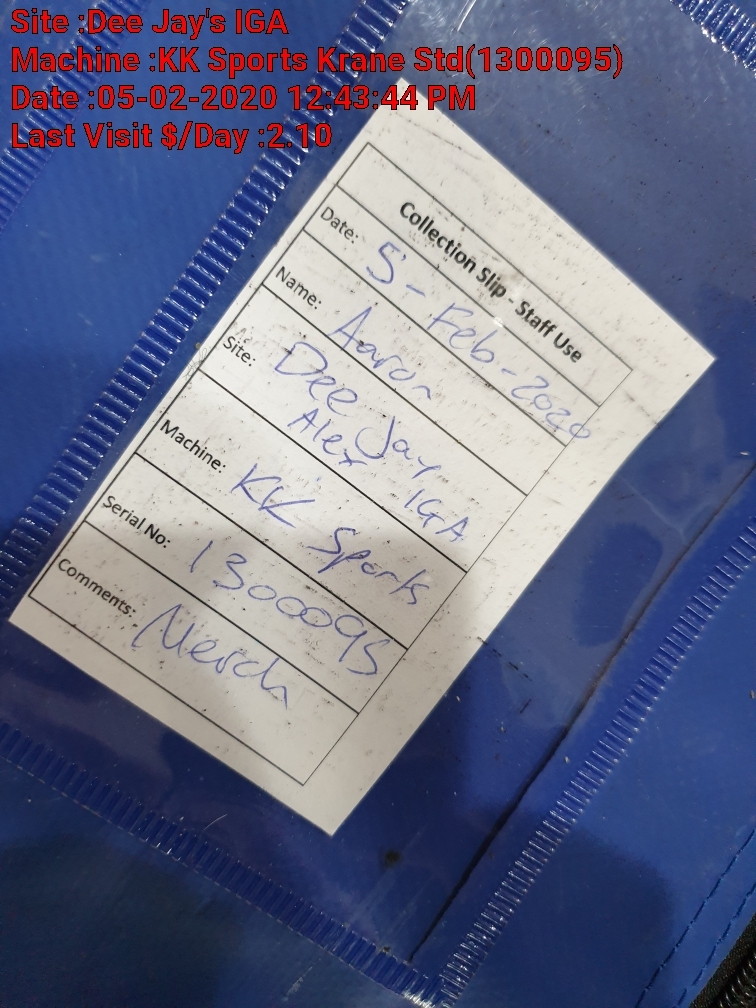 Site :Dee Jay's IGA
Machine :KK Sports Krane Std(1300095)
Date :05-02-2020 12:43:44 PM
Last Visit $/Day :2.10
Collection Slip - Staff Use
Date: 5-Feb-2020
Name: Aaron
Site: Dee Jay
Alex IGA
Machine: KK Sports
Serial No: 1300095
Comments: Merch